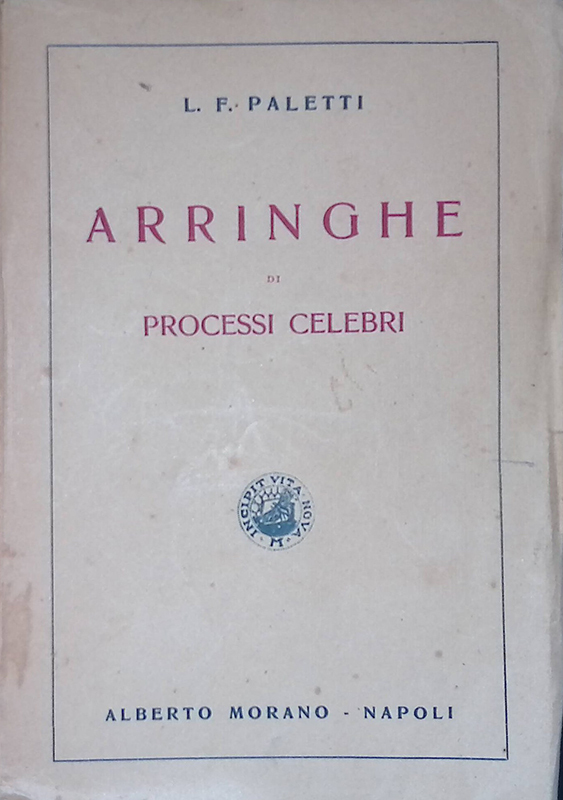 L. F. PALETTI
ARRINGHE
DI
PROCESSI CELEBRI
INCIPIT VITA NOVA
M
ALBERTO MORANO - NAPOLI